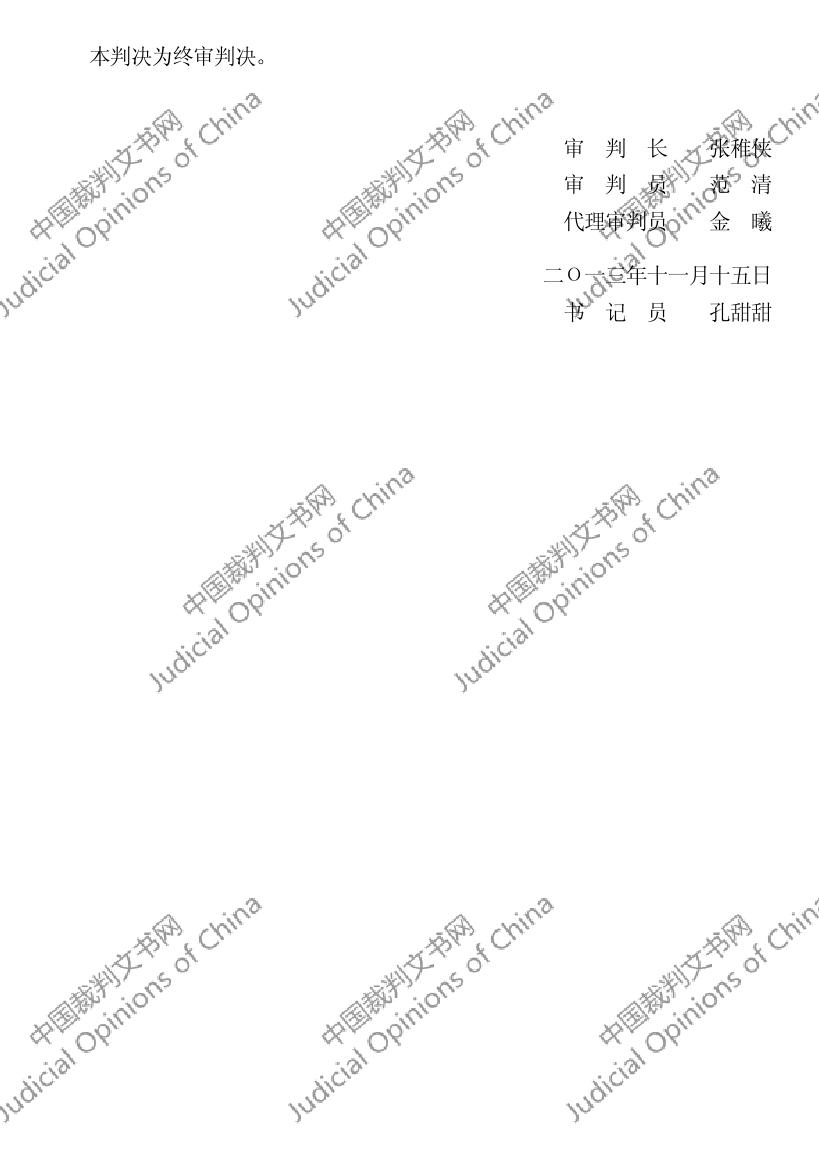 本判决为终审判决。
审　判　长　　张稚侠
审　判　员　　范　清
代理审判员　　金　曦
二Ｏ一三年十一月十五日
书　记　员　　孔甜甜
中国裁判文书网
Judicial Opinions of China
中国裁判文书网
Judicial Opinions of China
中国裁判文书网
Judicial Opinions of China
中国裁判文书网
Judicial Opinions of China
中国裁判文书网
Judicial Opinions of China
中国裁判文书网
Judicial Opinions of China
中国裁判文书网
Judicial Opinions of China
中国裁判文书网
Judicial Opinions of China